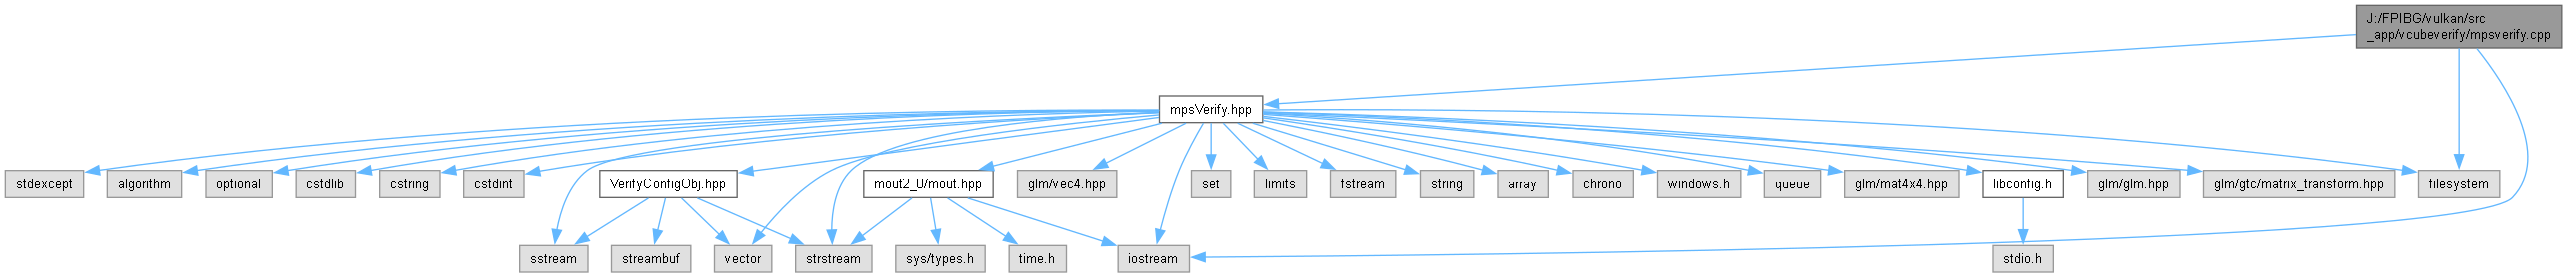 J:/FPIBG/vulkan/src
_app/vcubeverify/mpsverify.cpp
mpsVerify.hpp
stdexcept
algorithm
optional
cstdlib
cstring
cstdint
VerifyConfigObj.hpp
mout2_0/mout.hpp
glm/vec4.hpp
set
limits
fstream
string
array
chrono
windows.h
queue
glm/mat4x4.hpp
libconfig.h
glm/glm.hpp
glm/gtc/matrix_transform.hpp
filesystem
sstream
streambuf
vector
strstream
sys/types.h
time.h
iostream
stdio.h